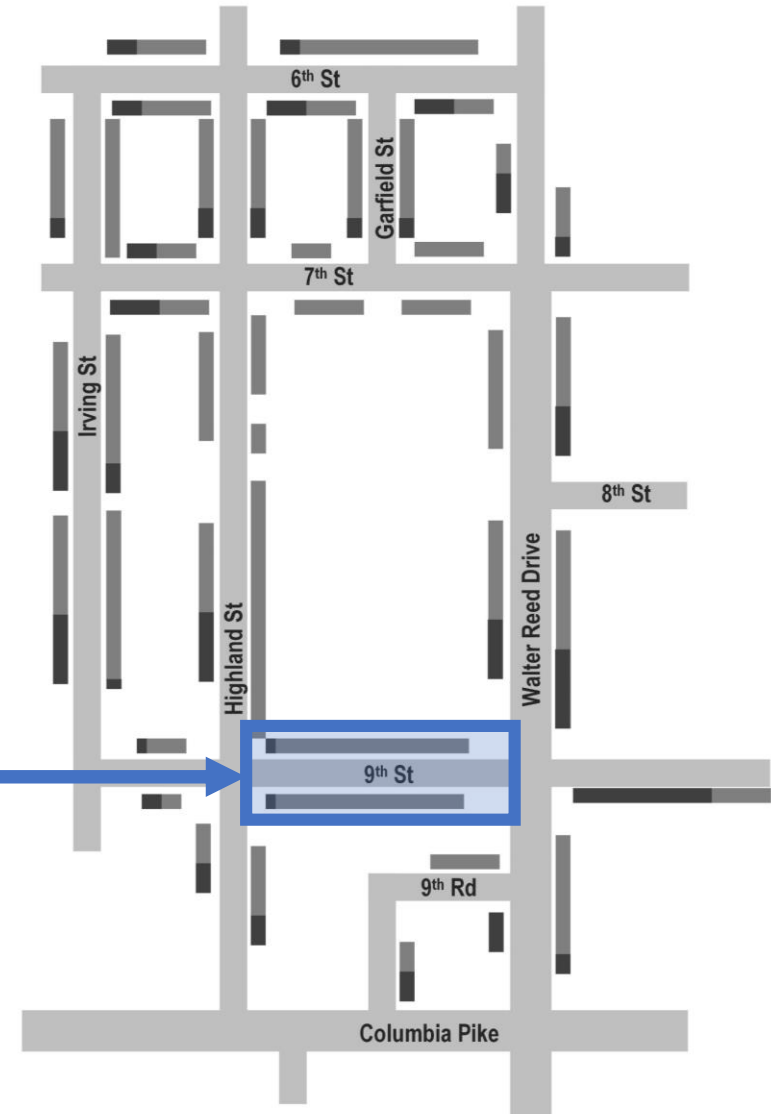 6th St
Garfield St
7th St
Irving St
8th St
Walter Reed Drive
Highland St
9th St
9th Rd
Columbia Pike